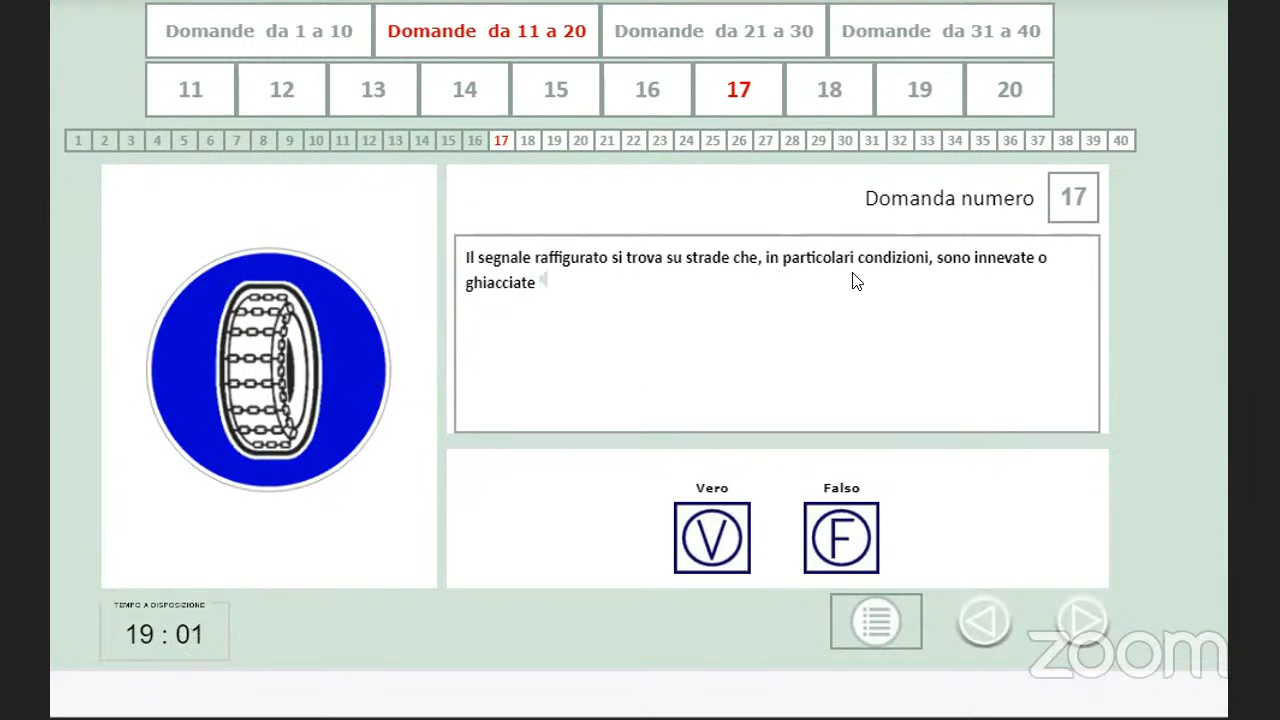 Domande da 1 a 10 Domande da 11 a 20 Domande da 21 a 30 Domande da 31 a 40
11 12 13 14 15 16 17 18 19 20
1 2 3 4 5 6 7 8 9 10 11 12 13 14 15 16 17 18 19 20 21 22 23 24 25 26 27 28 29 30 31 32 33 34 35 36 37 38 39 40
Domanda numero 17
Il segnale raffigurato si trova su strade che, in particolari condizioni, sono innevate o
ghiacciate
Vero Falso
V F
TEMPO A DISPOSIZIONE
19 : 01
zoom